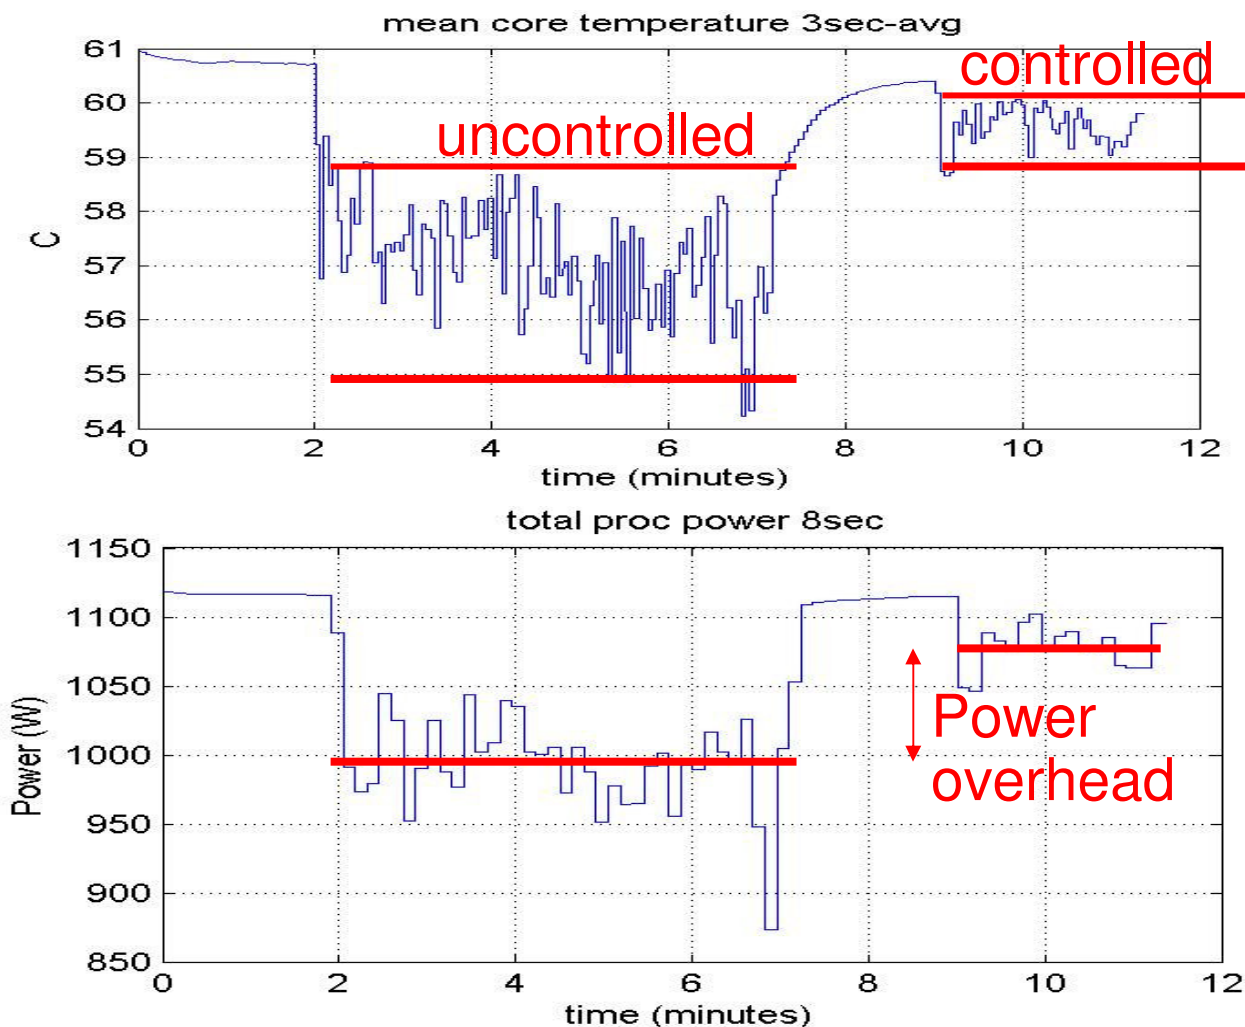 mean core temperature 3sec-avg
61
60
59
58
57
56
55
54
C
controlled
uncontrolled
0
2
4
6
8
10
12
time (minutes)
total proc power 8sec
1150
1100
1050
1000
950
900
850
Power (W)
Power
overhead
0
2
4
6
8
10
12
time (minutes)